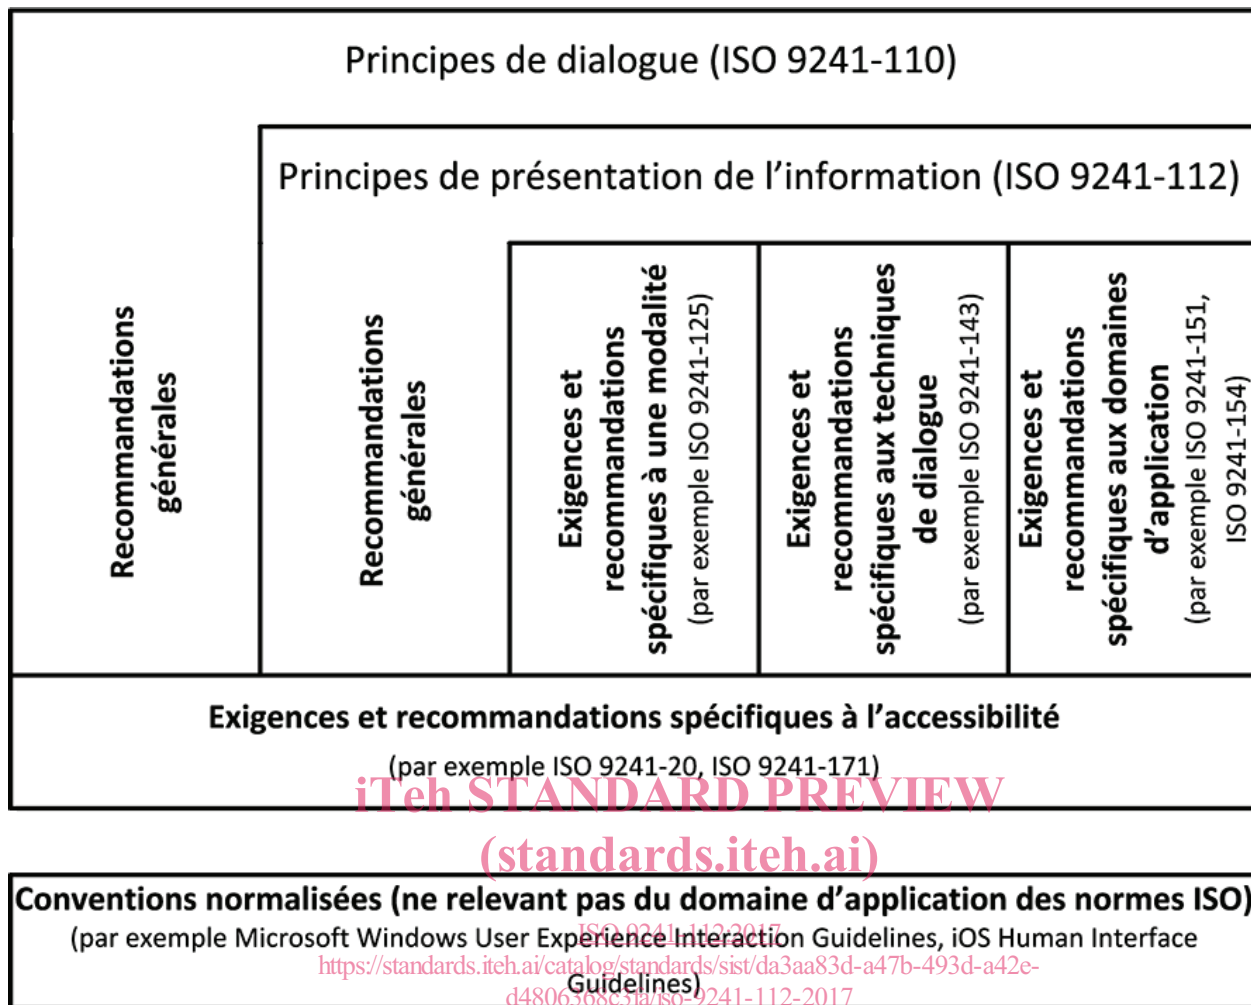 Principes de dialogue (ISO 9241-110)
Principes de présentation de l’information (ISO 9241-112)
Recommandations
générales
Recommandations
générales
Exigences et
recommandations
spécifiques à une modalité
(par exemple ISO 9241-125)
Exigences et
recommandations
spécifiques aux techniques
de dialogue
(par exemple ISO 9241-143)
Exigences et
recommandations
spécifiques aux domaines
d’application
(par exemple ISO 9241-151,
ISO 9241-154)
Exigences et recommandations spécifiques à l’accessibilité
(par exemple ISO 9241-20, ISO 9241-171)
iTeh STANDARD PREVIEW
(standards.iteh.ai)
Conventions normalisées (ne relevant pas du domaine d’application des normes ISO)
(par exemple Microsoft Windows User Experience Interaction Guidelines, iOS Human Interface
ISO 9241-112:2017
https://standards.iteh.ai/catalog/standards/sist/da3aa83d-a47b-493d-a42e-
Guidelines)
d4806368c3fa/iso-9241-112-2017